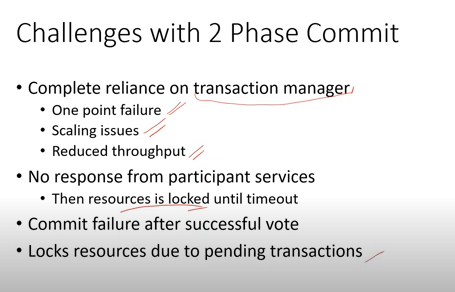 Challenges with 2 Phase Commit
• Complete reliance on transaction manager
• One point failure
• Scaling issues
• Reduced throughput
• No response from participant services
• Then resources is locked until timeout
• Commit failure after successful vote
• Locks resources due to pending transactions